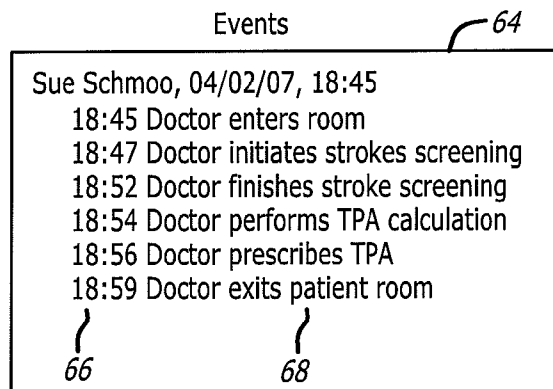 Events
64
Sue Schmoo, 04/02/07, 18:45
18:45 Doctor enters room
18:47 Doctor initiates strokes screening
18:52 Doctor finishes stroke screening
18:54 Doctor performs TPA calculation
18:56 Doctor prescribes TPA
18:59 Doctor exits patient room
66 68